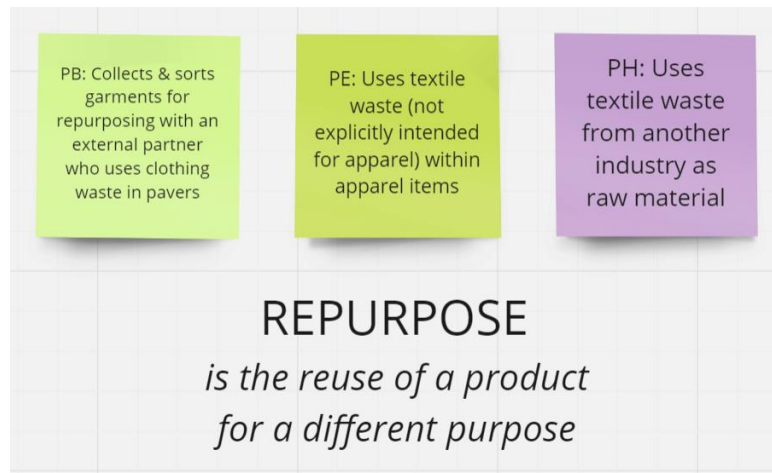 PB: Collects & sorts
garments for
repurposing with an
external partner
who uses clothing
waste in pavers
PE: Uses textile
waste (not
explicitly intended
for apparel) within
apparel items
PH: Uses
textile waste
from another
industry as
raw material
REPURPOSE
is the reuse of a product
for a different purpose